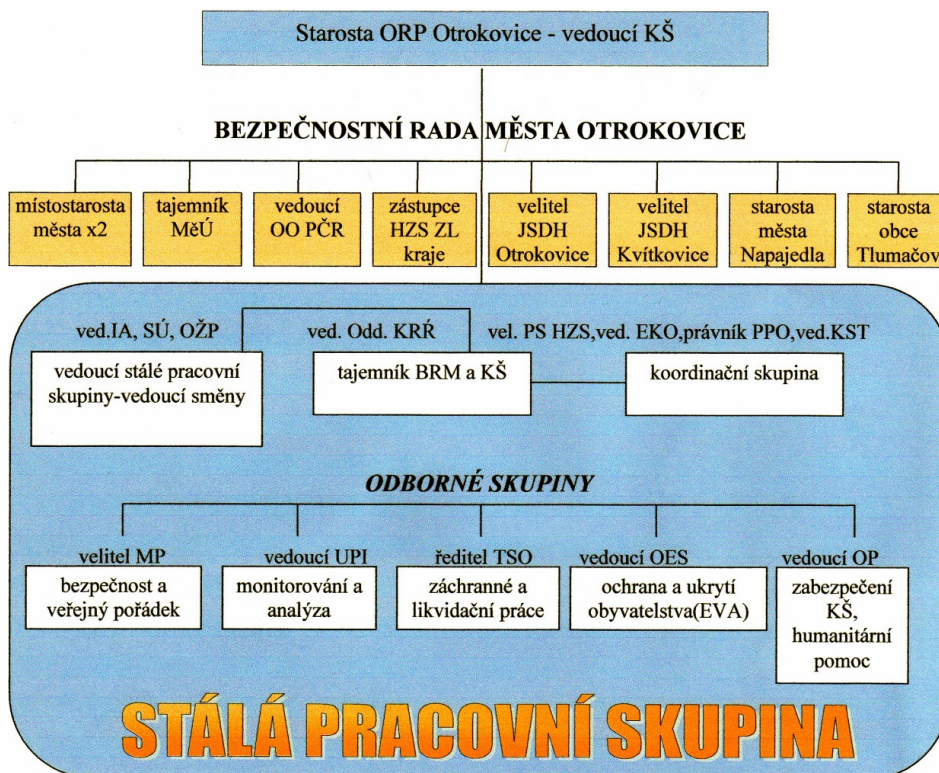 Starosta ORP Otrokovice - vedoucí KŠ
BEZPEČNOSTNÍ RADA MĚSTA OTROKOVICE
místostarosta
města x2
tajemník
MěÚ
vedoucí
OO PČR
zástupce
HZS ZL
kraje
velitel
JSDH
Otrokovice
velitel
JSDH
Kvítkovice
starosta
města
Napajedla
starosta
obce
Tlumačov
ved.IA, SÚ, OŽP
vedoucí stálé pracovní
skupiny-vedoucí směny
ved. Odd. KRŘ
tajemník BRM a KŠ
vel. PS HZS,ved. EKO,právník PPO,ved.KST
koordinační skupina
ODBORNÉ SKUPINY
velitel MP
bezpečnost a
veřejný pořádek
vedoucí UPI
monitorování a
analýza
ředitel TSO
záchranné a
likvidační práce
vedoucí OES
ochrana a ukrytí
obyvatelstva(EVA)
vedoucí OP
zabezpečení
KŠ,
humanitární
pomoc
STÁLÁ PRACOVNÍ SKUPINA